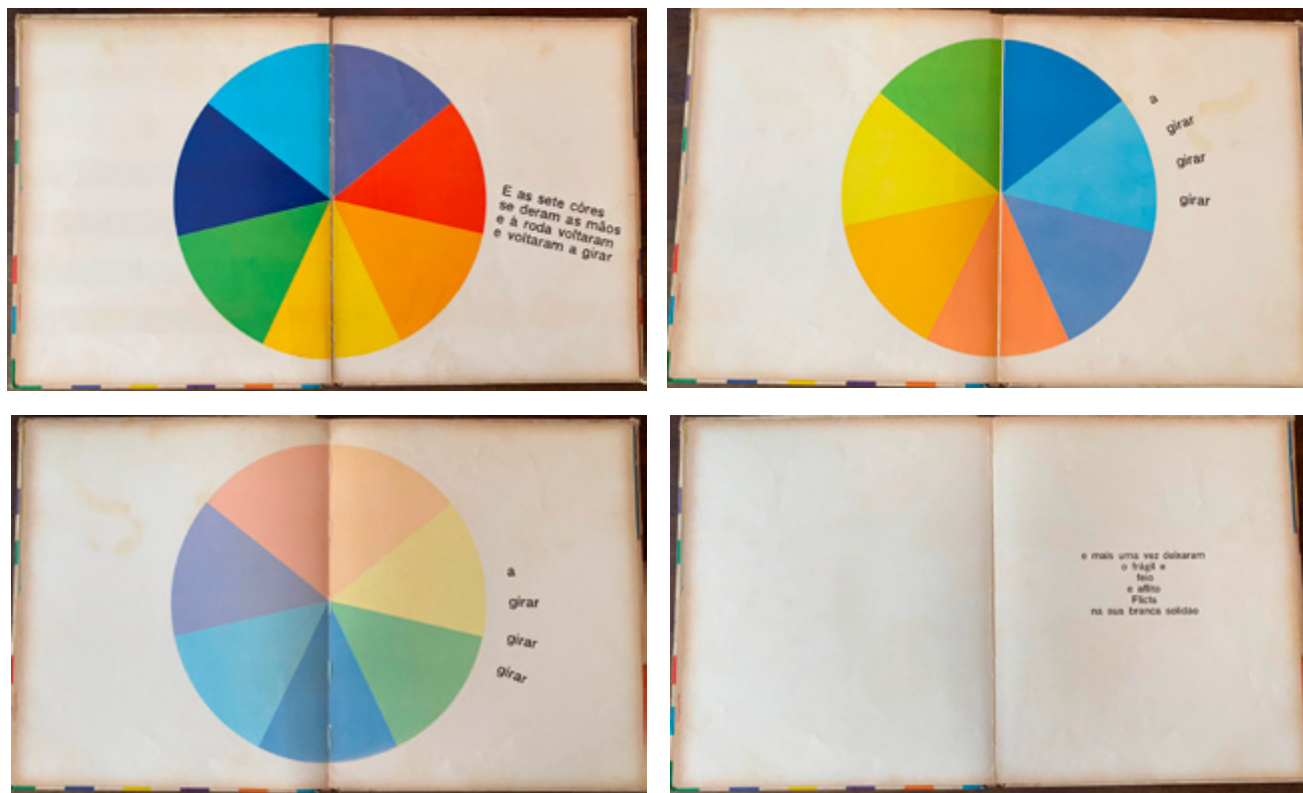 E as sete côres
se deram as mãos
e à roda voltaram
e voltaram a girar
a
girar
girar
girar
a
girar
girar
girar
e mais uma vez deixaram
o frágil e
feio
e aflito
Flicts
na sua branca solidão